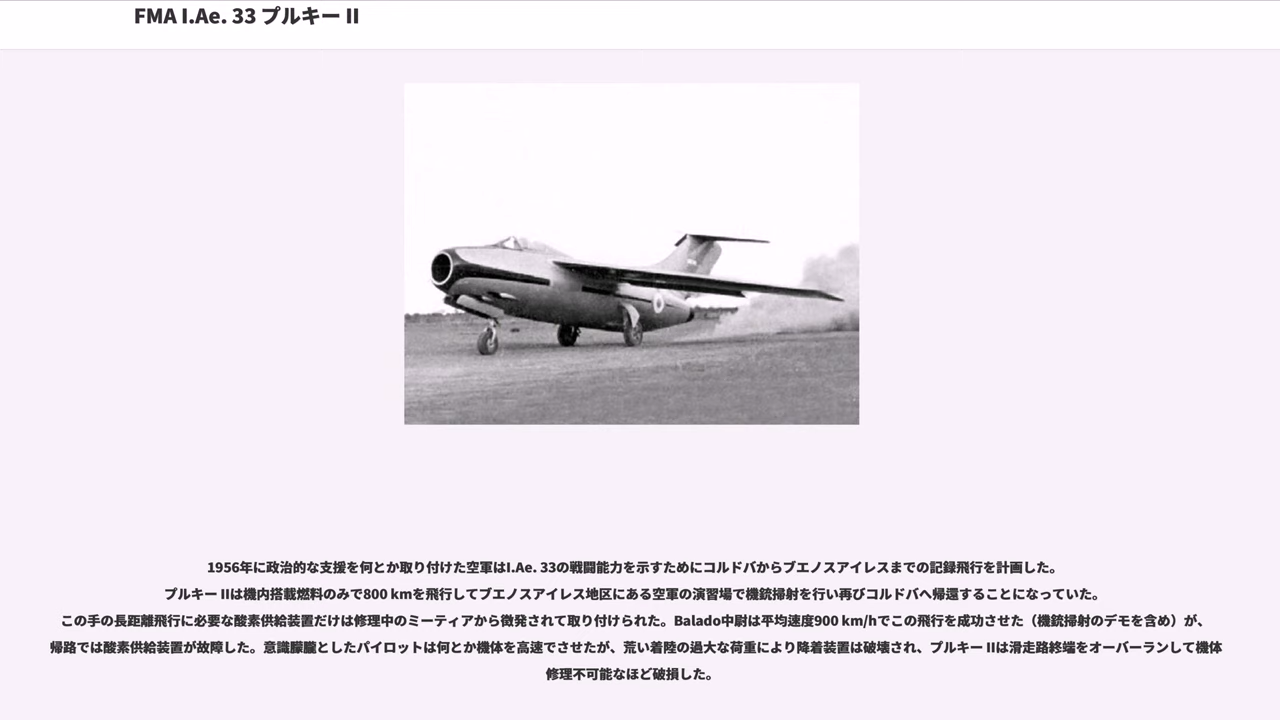 FMA I.Ae. 33 プルキー II
1956年に政治的な支援を何とか取り付けた空軍はI.Ae. 33の戦闘能力を示すためにコルドバからブエノスアイレスまでの記録飛行を計画した。
プルキー IIは機内搭載燃料のみで800 kmを飛行してブエノスアイレス地区にある空軍の演習場で機銃掃射を行い再びコルドバへ帰還することになっていた。
この手の長距離飛行に必要な酸素供給装置だけは修理中のミーティアから徴発されて取り付けられた。Balado中尉は平均速度900 km/hでこの飛行を成功させた（機銃掃射のデモを含め）が、
帰路では酸素供給装置が故障した。意識朦朧としたパイロットは何とか機体を高速でさせたが、荒い着陸の過大な荷重により降着装置は破壊され、プルキー IIは滑走路終端をオーバーランして機体
修理不可能なほど破損した。